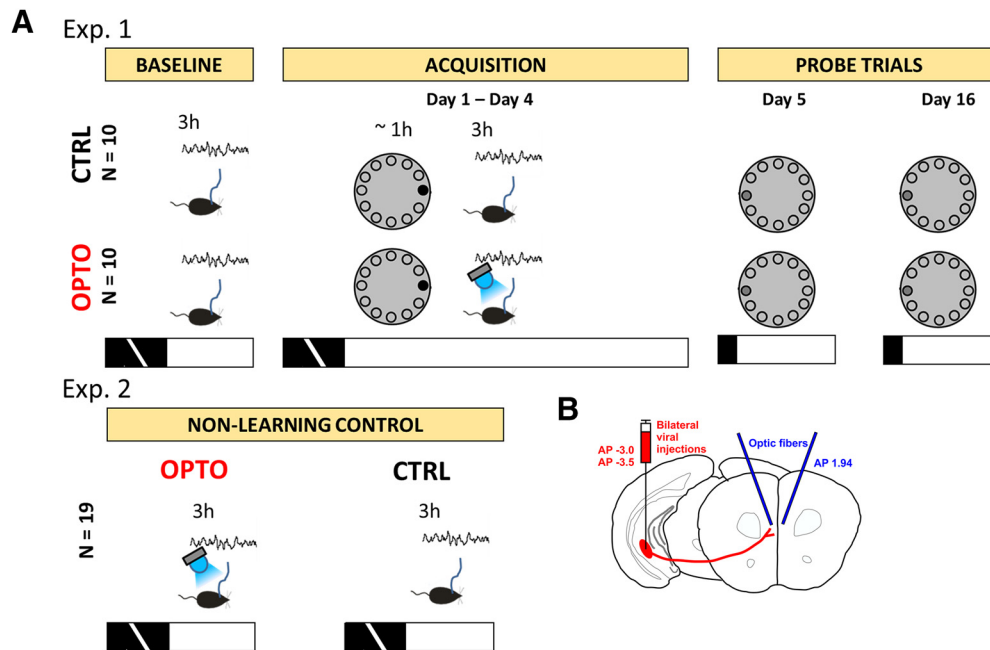 A
Exp. 1
BASELINE
ACQUISITION
PROBE TRIALS
Day 1 – Day 4
Day 5
Day 16
CTRL
N = 10
3h
~ 1h
3h
OPTO
N = 10
Exp. 2
NON-LEARNING CONTROL
OPTO
CTRL
N = 19
3h
3h
B
Bilateral
viral
injections
AP -3.0
AP -3.5
Optic fibers
AP 1.94